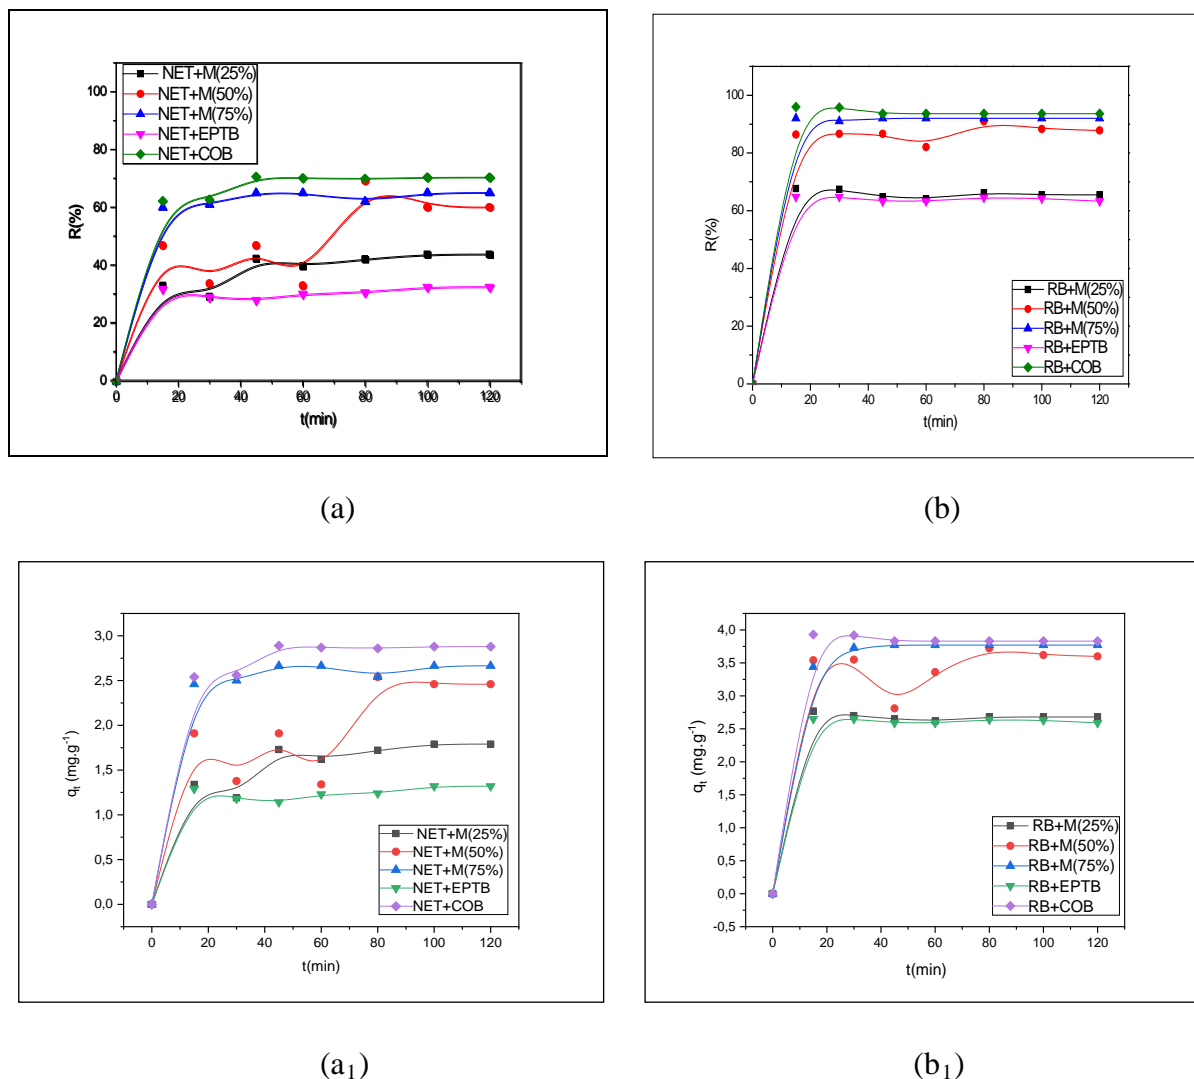 NET+M(25%)
NET+M(50%)
NET+M(75%)
NET+EPTB
NET+COB
100
80
60
40
20
0
R(%)
0 20 40 60 80 100 120
t(min)
(a)
100
80
60
40
20
0
R(%)
RB+M(25%)
RB+M(50%)
RB+M(75%)
RB+EPTB
RB+COB
0 20 40 60 80 100 120
t(min)
(b)
3,0
2,5
2,0
1,5
1,0
0,5
0,0
qt (mg.g-1)
NET+M(25%)
NET+M(50%)
NET+M(75%)
NET+EPTB
NET+COB
0 20 40 60 80 100 120
t(min)
(a1)
4,0
3,5
3,0
2,5
2,0
1,5
1,0
0,5
0,0
-0,5
qt (mg.g-1)
RB+M(25%)
RB+M(50%)
RB+M(75%)
RB+EPTB
RB+COB
0 20 40 60 80 100 120
t(min)
(b1)